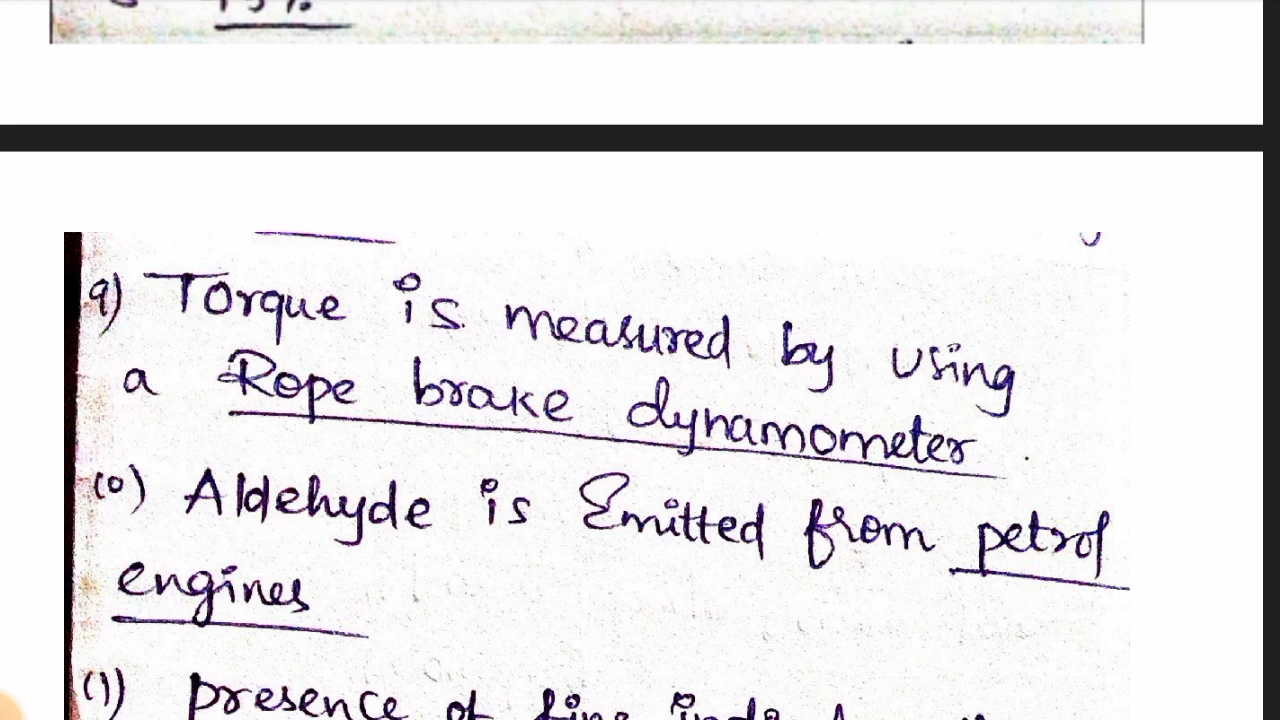 9) Torque is measured by using
a Rope brake dynamometer
10) Aldehyde is Emitted from petrol
engines
11) presence of